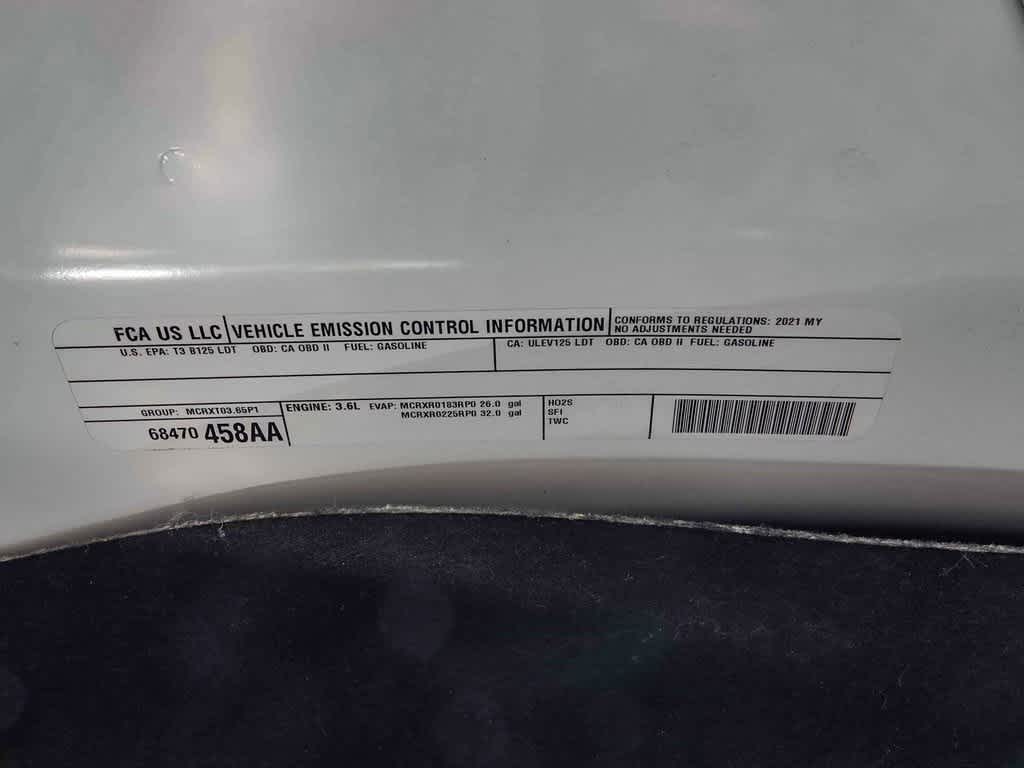 FCA US LLC VEHICLE EMISSION CONTROL INFORMATION
CONFORMS TO REGULATIONS: 2021 MY
NO ADJUSTMENTS NEEDED
U.S. EPA: T3 B125 LDT OBD: CA OBD II FUEL: GASOLINE
CA: ULEV125 LDT OBD: CA OBD II FUEL: GASOLINE
GROUP: MCRXT03.65P1
68470 458AA
ENGINE: 3.6L EVAP: MCRXR0183RP0 26.0 gal
MCRXR0225RP0 32.0 gal
HO2S
SFI
TWC